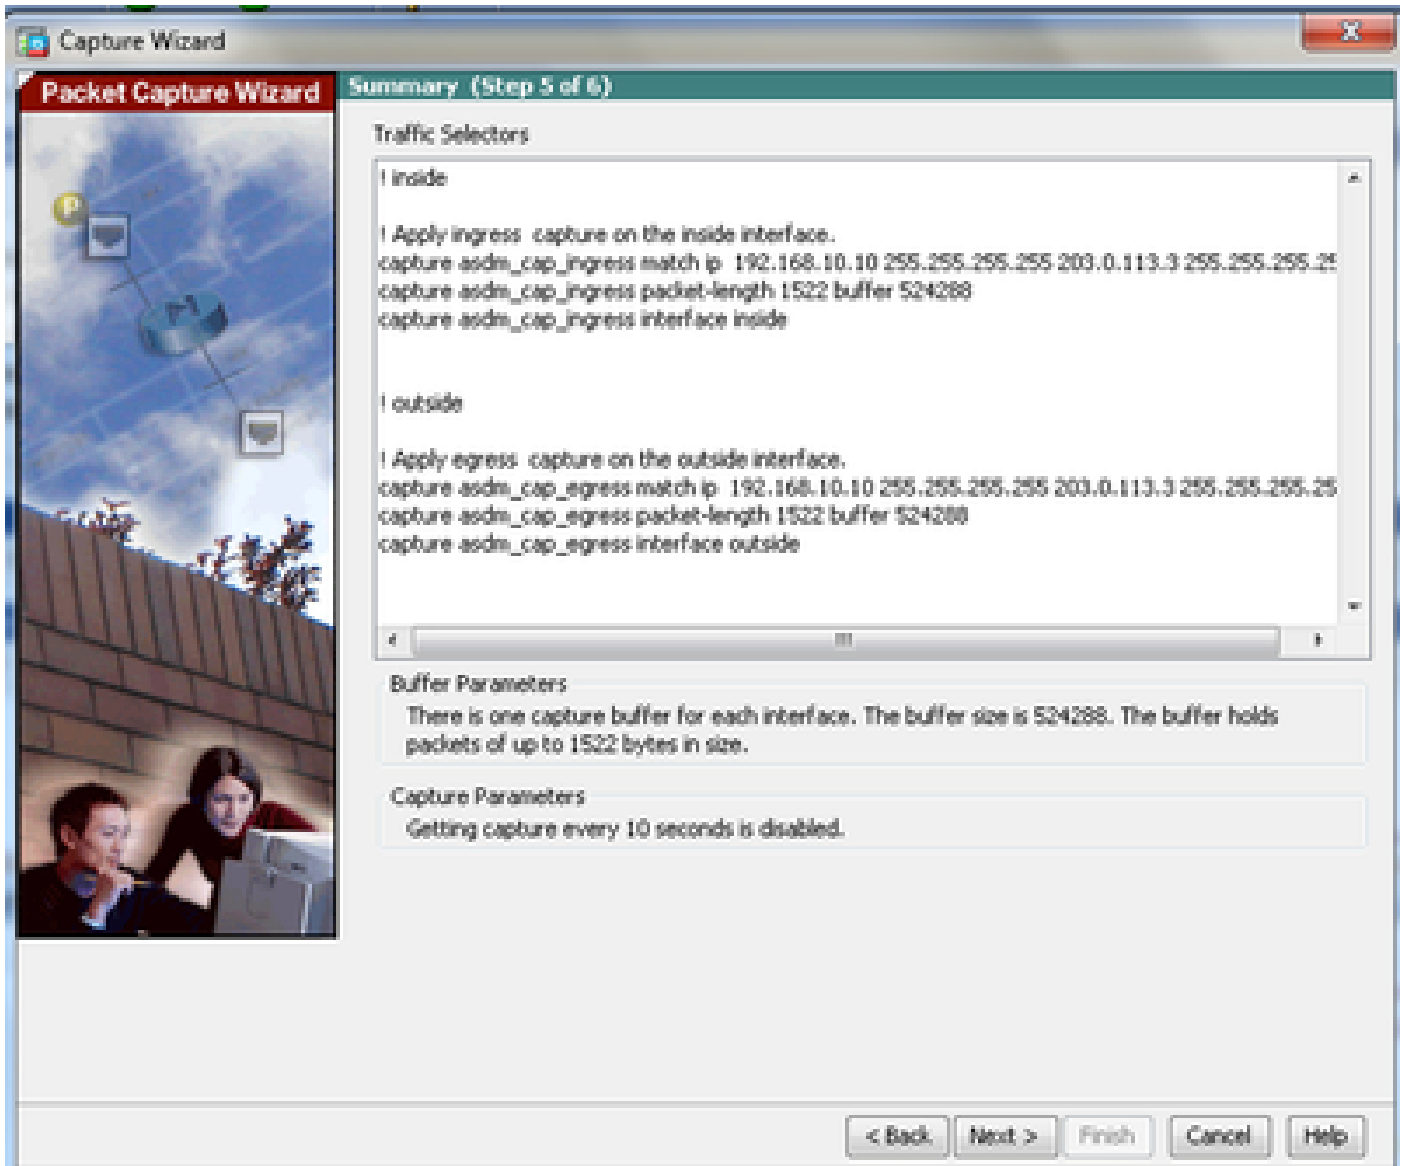 Capture Wizard
Packet Capture Wizard
Summary (Step 5 of 6)
Traffic Selectors
! inside
! Apply ingress capture on the inside interface.
capture asdm_cap_ingress match ip 192.168.10.10 255.255.255.255 203.0.113.3 255.255.255.25
capture asdm_cap_ingress packet-length 1522 buffer 524288
capture asdm_cap_ingress interface inside
! outside
! Apply egress capture on the outside interface.
capture asdm_cap_egress match ip 192.168.10.10 255.255.255.255 203.0.113.3 255.255.255.25
capture asdm_cap_egress packet-length 1522 buffer 524288
capture asdm_cap_egress interface outside
Buffer Parameters
There is one capture buffer for each interface. The buffer size is 524288. The buffer holds
packets of up to 1522 bytes in size.
Capture Parameters
Getting capture every 10 seconds is disabled.
< Back
Next >
Finish
Cancel
Help